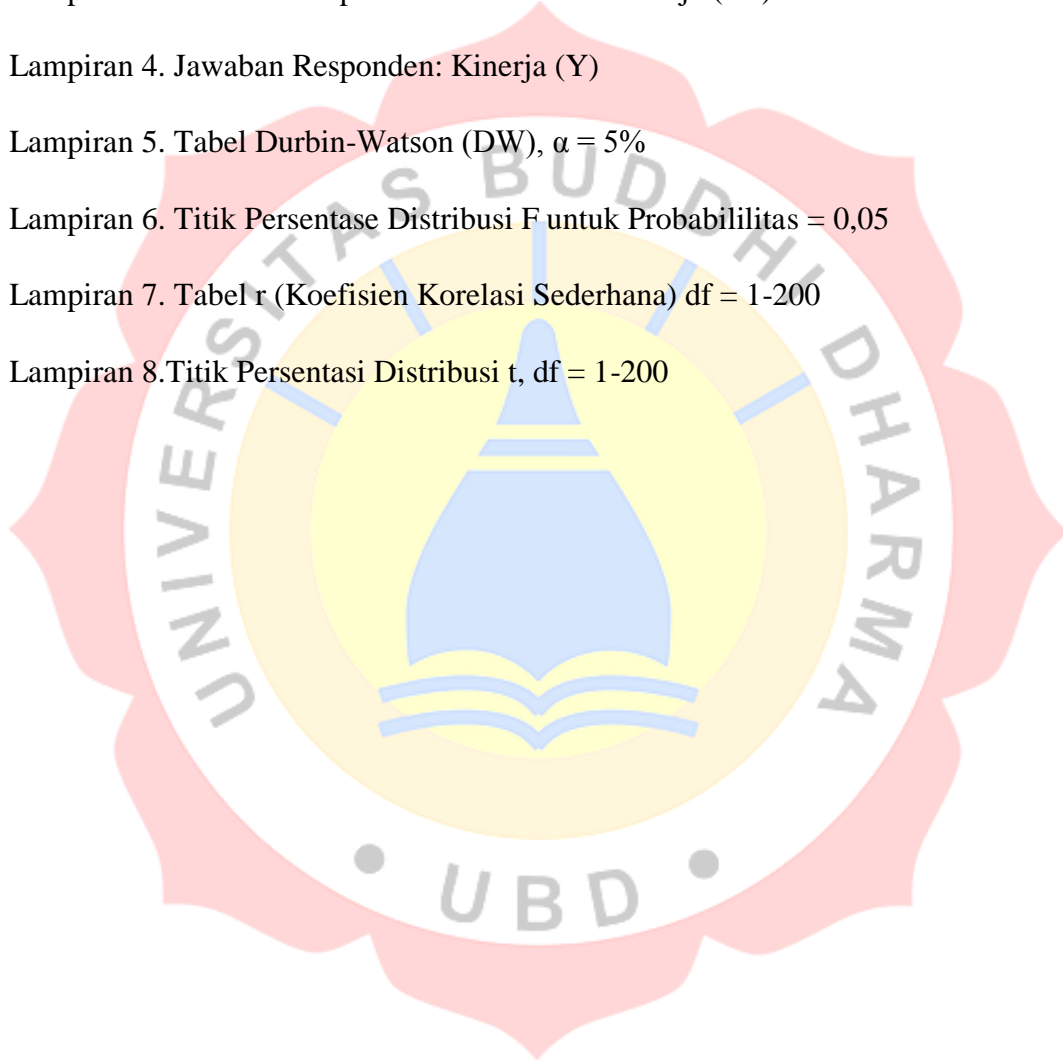 Lampiran 4. Jawaban Responden: Kinerja (Y)
Lampiran 5. Tabel Durbin-Watson (DW), α = 5%
Lampiran 6. Titik Persentase Distribusi F untuk Probabililitas = 0,05
Lampiran 7. Tabel r (Koefisien Korelasi Sederhana) df = 1-200
Lampiran 8.Titik Persentasi Distribusi t, df = 1-200
UNIVERSITAS BUDDHI DHARMA
• UBD •